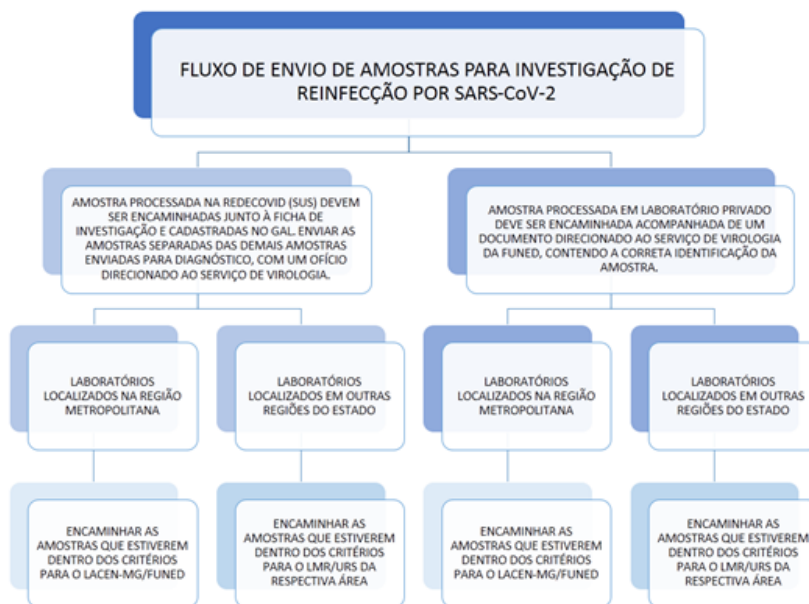 FLUXO DE ENVIO DE AMOSTRAS PARA INVESTIGAÇÃO DE
REINFECÇÃO POR SARS-CoV-2
AMOSTRA PROCESSADA NA REDECOVID (SUS) DEVEM
SER ENCAMINHADAS JUNTO À FICHA DE
INVESTIGAÇÃO E CADASTRADAS NO GAL. ENVIAR AS
AMOSTRAS SEPARADAS DAS DEMAIS AMOSTRAS
ENVIADAS PARA DIAGNÓSTICO, COM UM OFÍCIO
DIRECIONADO AO SERVIÇO DE VIROLOGIA.
AMOSTRA PROCESSADA EM LABORATÓRIO PRIVADO
DEVE SER ENCAMINHADA ACOMPANHADA DE UM
DOCUMENTO DIRECIONADO AO SERVIÇO DE VIROLOGIA
DA FUNED, CONTENDO A CORRETA IDENTIFICAÇÃO DA
AMOSTRA.
LABORATÓRIOS
LOCALIZADOS NA REGIÃO
METROPOLITANA
LABORATÓRIOS
LOCALIZADOS EM OUTRAS
REGIÕES DO ESTADO
LABORATÓRIOS
LOCALIZADOS NA REGIÃO
METROPOLITANA
LABORATÓRIOS
LOCALIZADOS EM OUTRAS
REGIÕES DO ESTADO
ENCAMINHAR AS
AMOSTRAS QUE ESTIVEREM
DENTRO DOS CRITÉRIOS
PARA O LACEN-MG/FUNED
ENCAMINHAR AS
AMOSTRAS QUE ESTIVEREM
DENTRO DOS CRITÉRIOS
PARA O LMR/URS DA
RESPECTIVA ÁREA
ENCAMINHAR AS
AMOSTRAS QUE ESTIVEREM
DENTRO DOS CRITÉRIOS
PARA O LACEN-MG/FUNED
ENCAMINHAR AS
AMOSTRAS QUE ESTIVEREM
DENTRO DOS CRITÉRIOS
PARA O LMR/URS DA
RESPECTIVA ÁREA